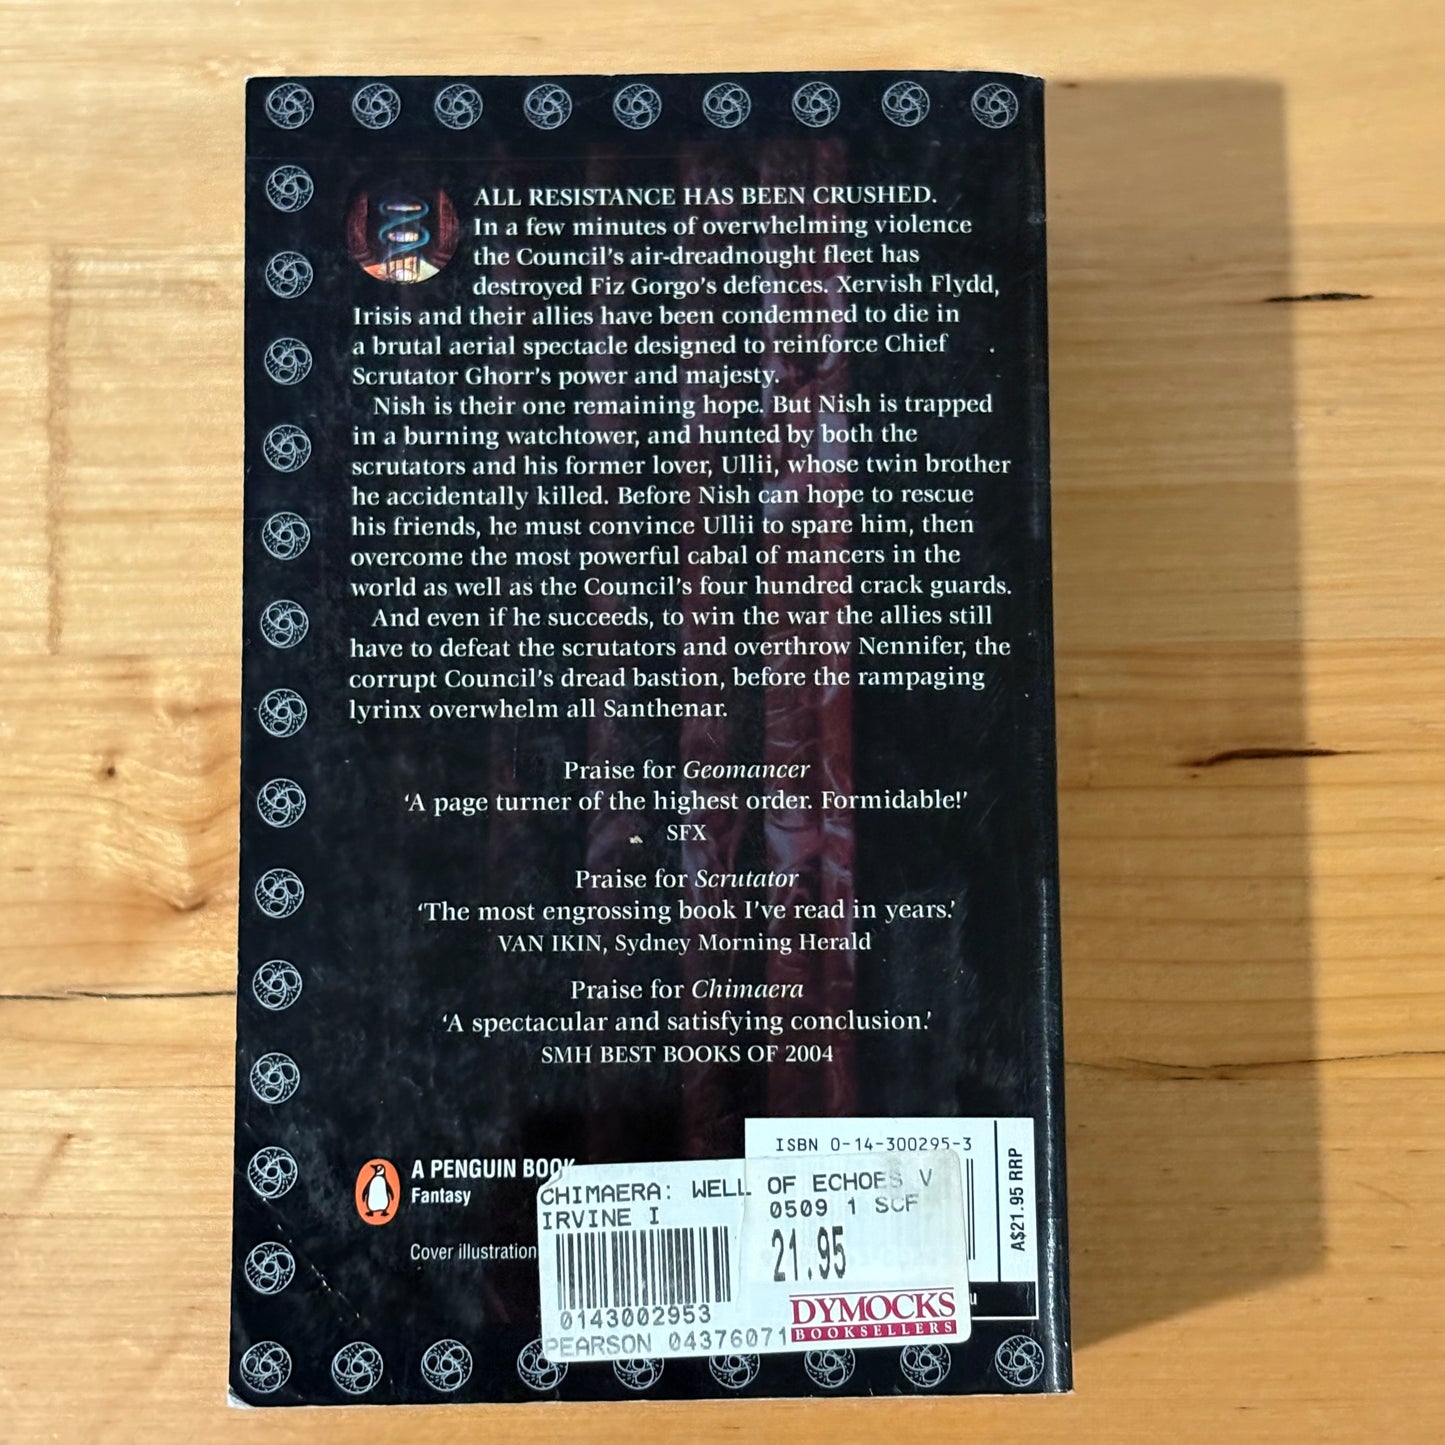 ALL RESISTANCE HAS BEEN CRUSHED.
In a few minutes of overwhelming violence
the Council's air-dreadnought fleet has
destroyed Fiz Gorgo's defences. Xervish Flydd,
Irisis and their allies have been condemned to die in
a brutal aerial spectacle designed to reinforce Chief
Scrutator Ghorr's power and majesty.
Nish is their one remaining hope. But Nish is trapped
in a burning watchtower, and hunted by both the
scrutators and his former lover, Ullii, whose twin brother
he accidentally killed. Before Nish can hope to rescue
his friends, he must convince Ullii to spare him, then
overcome the most powerful cabal of mancers in the
world as well as the Council's four hundred crack guards.
And even if he succeeds, to win the war the allies still
have to defeat the scrutators and overthrow Nennifer, the
corrupt Council's dread bastion, before the rampaging
lyrinx overwhelm all Santhenar.
Praise for Geomancer
‘A page turner of the highest order. Formidable!’
SFX
Praise for Scrutator
‘The most engrossing book I've read in years.’
VAN IKIN, Sydney Morning Herald
Praise for Chimaera
‘A spectacular and satisfying conclusion.’
SMH BEST BOOKS OF 2004
A PENGUIN BOOK
Fantasy
Cover illustration
ISBN 0-14-300295-3
A$21.95 RRP
CHIMAERA: WELL OF ECHOES V
IRVINE I 0509 1 SCF
21.95
0143002953
PEARSON 04376071
DYMOCKS
BOOKSELLERS